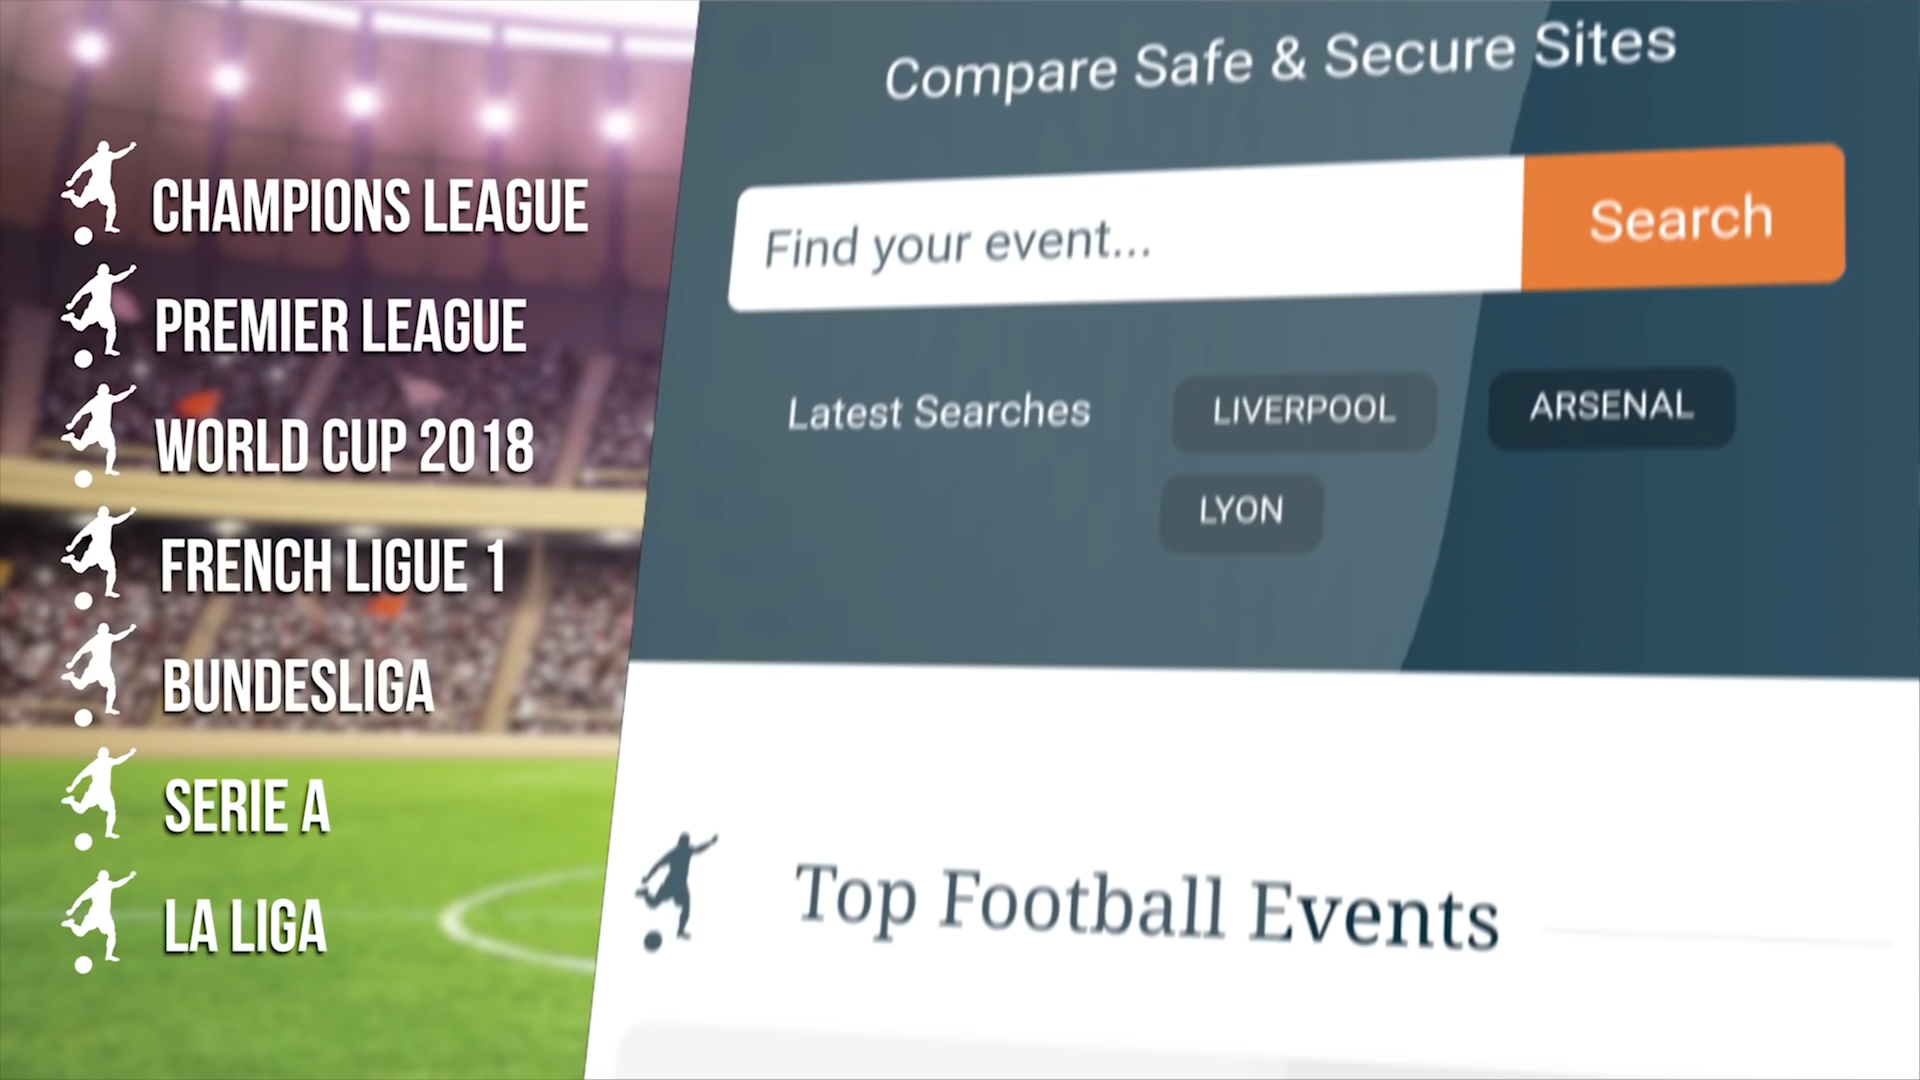 CHAMPIONS LEAGUE
PREMIER LEAGUE
WORLD CUP 2018
FRENCH LIGUE 1
BUNDESLIGA
SERIE A
LA LIGA
Compare Safe & Secure Sites
Find your event...
Search
Latest Searches
LIVERPOOL
ARSENAL
LYON
Top Football Events